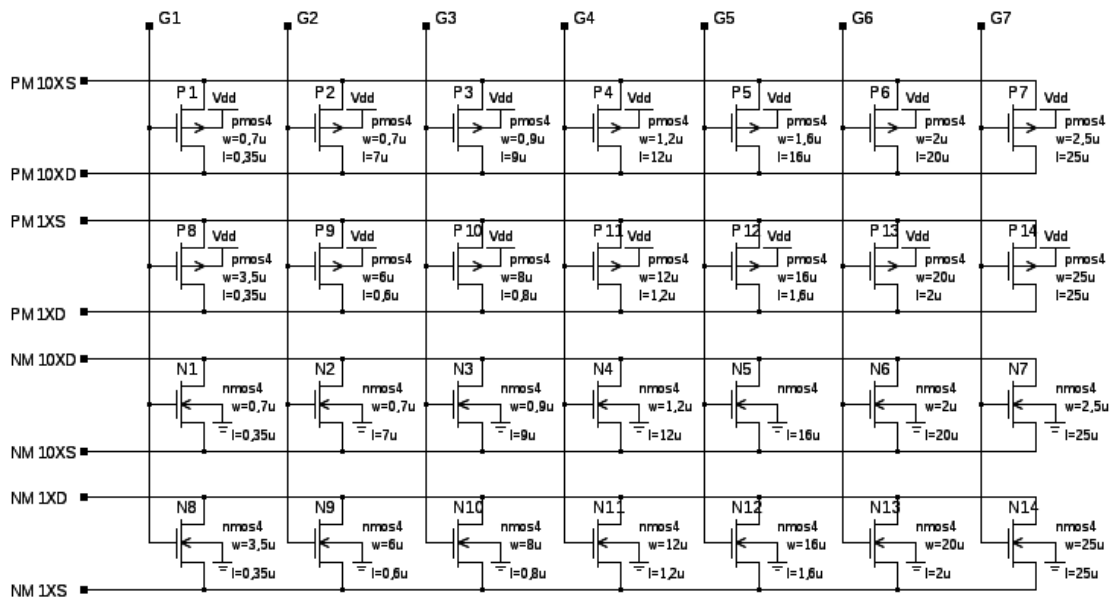 G1 G2 G3 G4 G5 G6 G7
PM10XS
P1 Vdd P2 Vdd P3 Vdd P4 Vdd P5 Vdd P6 Vdd P7 Vdd
pmos4 pmos4 pmos4 pmos4 pmos4 pmos4 pmos4
w=0,7u w=0,7u w=0,9u w=1,2u w=1,6u w=2u w=2,5u
l=0,35u l=7u l=9u l=12u l=16u l=20u l=25u
PM10XD
PM1XS
P8 Vdd P9 Vdd P10 Vdd P11 Vdd P12 Vdd P13 Vdd P14 Vdd
pmos4 pmos4 pmos4 pmos4 pmos4 pmos4 pmos4
w=3,5u w=6u w=8u w=12u w=16u w=20u w=25u
l=0,35u l=0,6u l=0,8u l=1,2u l=1,6u l=2u l=25u
PM1XD
NM10XD
N1 N2 N3 N4 N5 N6 N7
nmos4 nmos4 nmos4 nmos4 nmos4 nmos4 nmos4
w=0,7u w=0,7u w=0,9u w=1,2u w=2u w=2,5u
l=0,35u l=7u l=9u l=12u l=16u l=20u l=25u
NM10XS
NM1XD
N8 N9 N10 N11 N12 N13 N14
nmos4 nmos4 nmos4 nmos4 nmos4 nmos4 nmos4
w=3,5u w=6u w=8u w=12u w=16u w=20u w=25u
l=0,35u l=0,6u l=0,8u l=1,2u l=1,6u l=2u l=25u
NM1XS